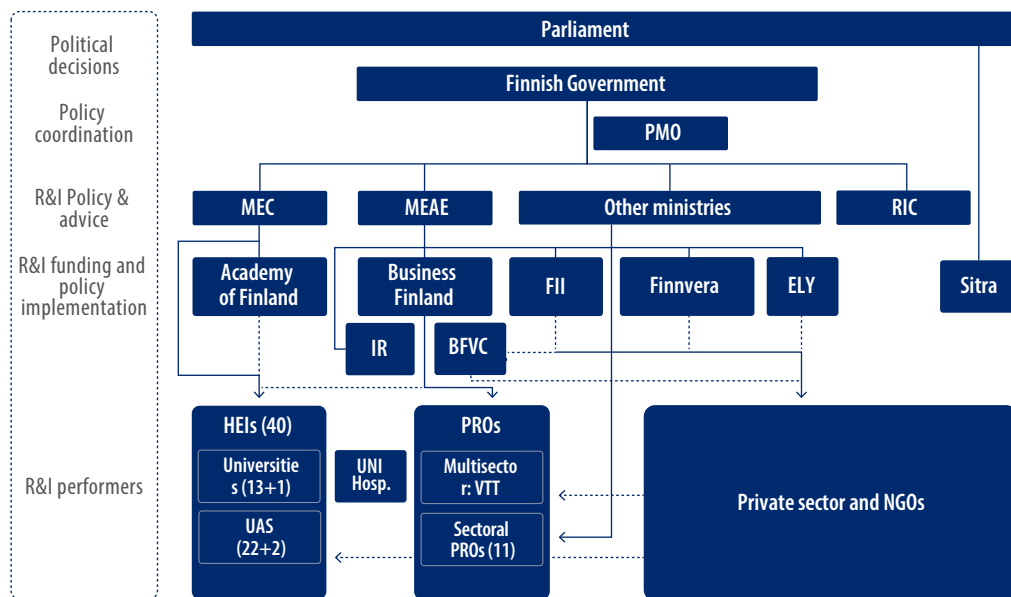 Political
decisions
Parliament
Finnish Government
Policy
coordination
PMO
R&I Policy &
advice
MEC
MEAE
Other ministries
RIC
R&I funding and
policy
implementation
Academy
of Finland
Business
Finland
FII
Finnvera
ELY
Sitra
IR
BFVC
R&I performers
HEIs (40)
Universitie
s (13+1)
UAS
(22+2)
UNI
Hosp.
PROs
Multisecto
r: VTT
Sectoral
PROs (11)
Private sector and NGOs